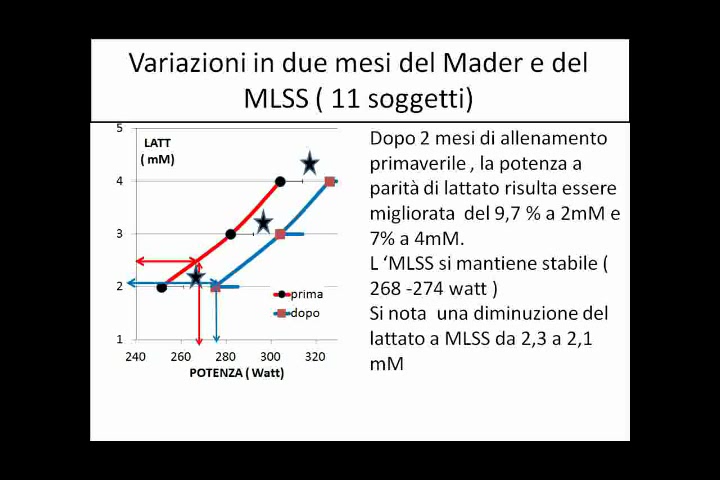 Variazioni in due mesi del Mader e del
MLSS ( 11 soggetti)
5
LATT
( mM)
4
3
2
1
prima
dopo
240 260 280 300 320
POTENZA ( Watt)
Dopo 2 mesi di allenamento
primaverile , la potenza a
parità di lattato risulta essere
migliorata del 9,7 % a 2mM e
7% a 4mM.
L ‘MLSS si mantiene stabile (
268 -274 watt )
Si nota una diminuzione del
lattato a MLSS da 2,3 a 2,1
mM